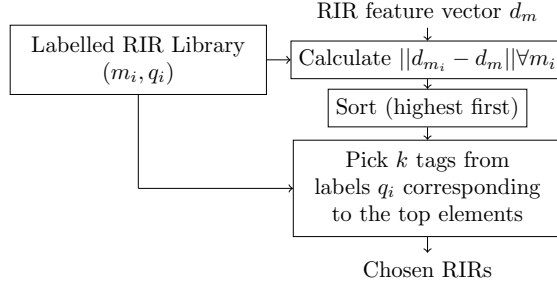 RIR feature vector $d_m$
Labelled RIR Library
$(m_i, q_i)$
Calculate $||d_{m_i} - d_m|| \forall m_i$
Sort (highest first)
Pick $k$ tags from
labels $q_i$ corresponding
to the top elements
Chosen RIRs